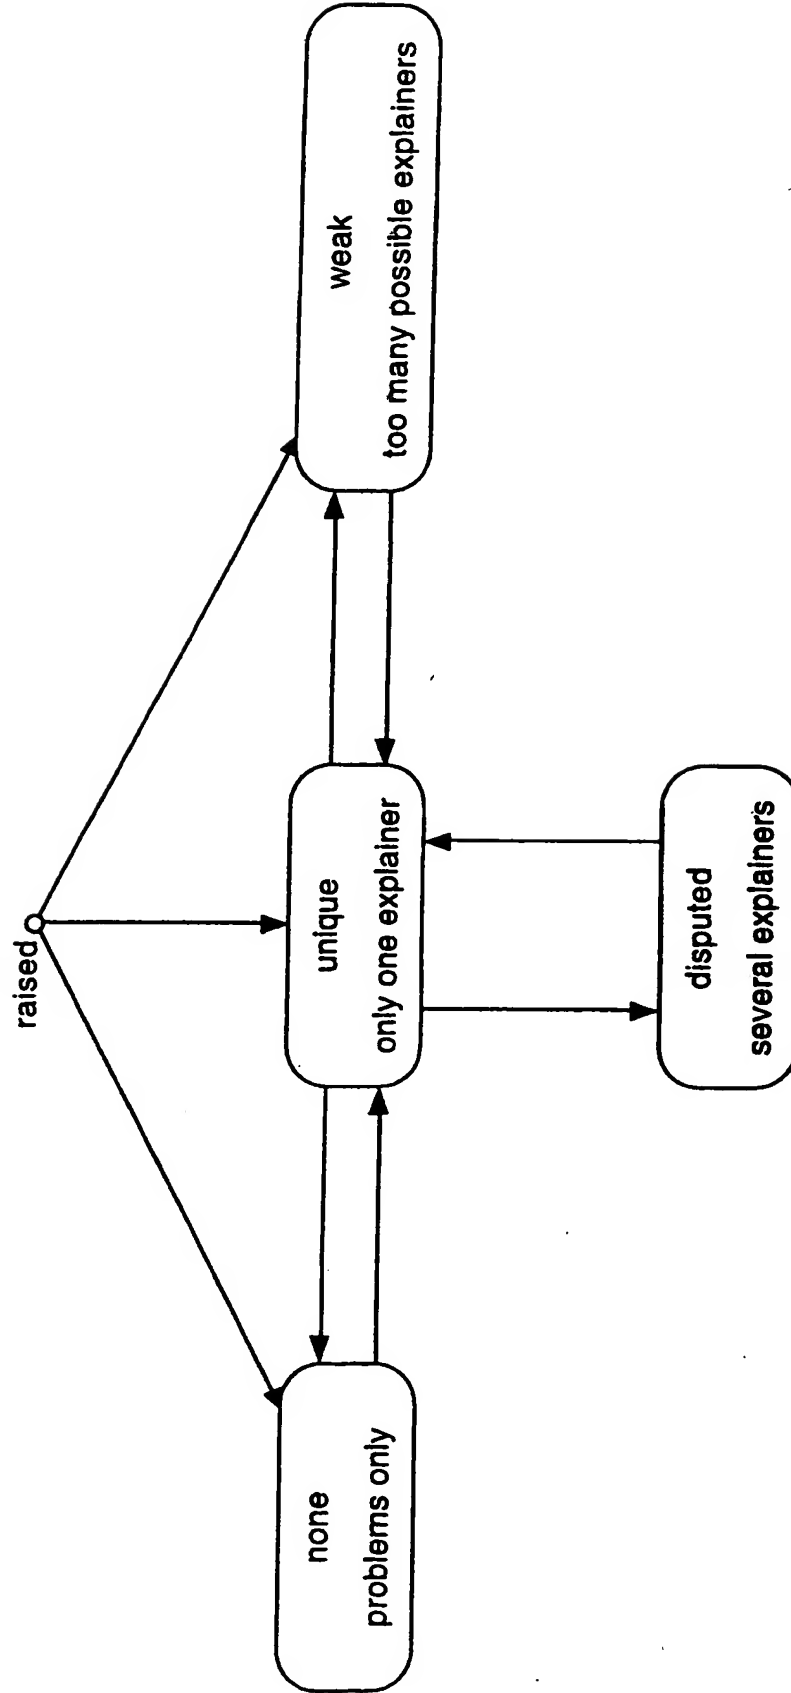 raised
none
problems only
unique
only one explainer
weak
too many possible explainers
disputed
several explainers